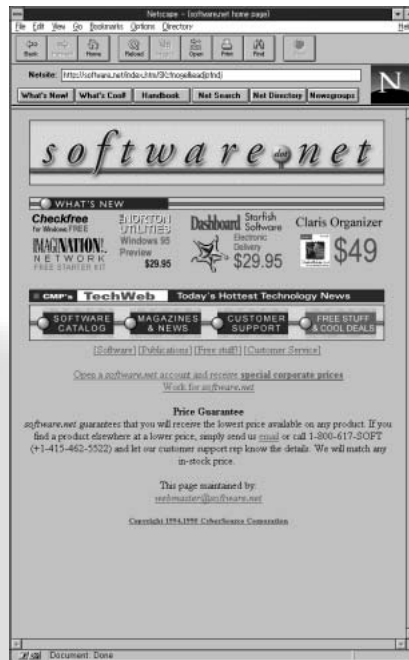 Netscape - [software.net home page]
File Edit View Go Bookmarks Options Directory Help
Back Home Reload Open Print Find
Netsite: http://software.net/index.htm/
What's New! What's Cool! Handbook Net Search Net Directory Newsgroups
N
software.net
WHAT'S NEW
Checkfree
for Windows FREE
IMAGINATION!
NETWORK
FREE STARTER KIT
THE NORTON
UTILITIES
Windows 95
Preview
$29.95
Dashboard Starfish
Software
Electronic
Delivery
$29.95
Claris Organizer
$49
CMP's TechWeb Today's Hottest Technology News
SOFTWARE CATALOG
MAGAZINES & NEWS
CUSTOMER SUPPORT
FREE STUFF & COOL DEALS
[Software] [Publications] [Free stuff!] [Customer Service]
Open a software.net account and receive special corporate prices
Work for software.net
Price Guarantee
software.net guarantees that you will receive the lowest price available on any product. If you
find a product elsewhere at a lower price, simply send us email or call 1-800-617-SOFT
(+1-415-462-5522) and let our customer support rep know the details. We will match any
in-stock price.
This page maintained by:
webmaster@software.net
Copyright 1994,1995 CyberSource Corporation
Document: Done